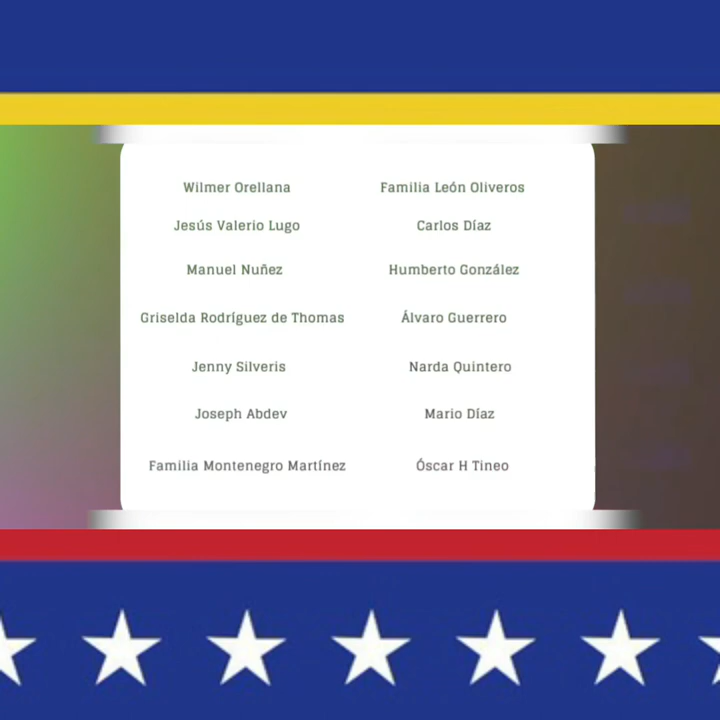 Wilmer Orellana
Familia León Oliveros
Jesús Valerio Lugo
Carlos Díaz
Manuel Nuñez
Humberto González
Griselda Rodríguez de Thomas
Álvaro Guerrero
Jenny Silveris
Narda Quintero
Joseph Abdev
Mario Díaz
Familia Montenegro Martínez
Óscar H Tineo